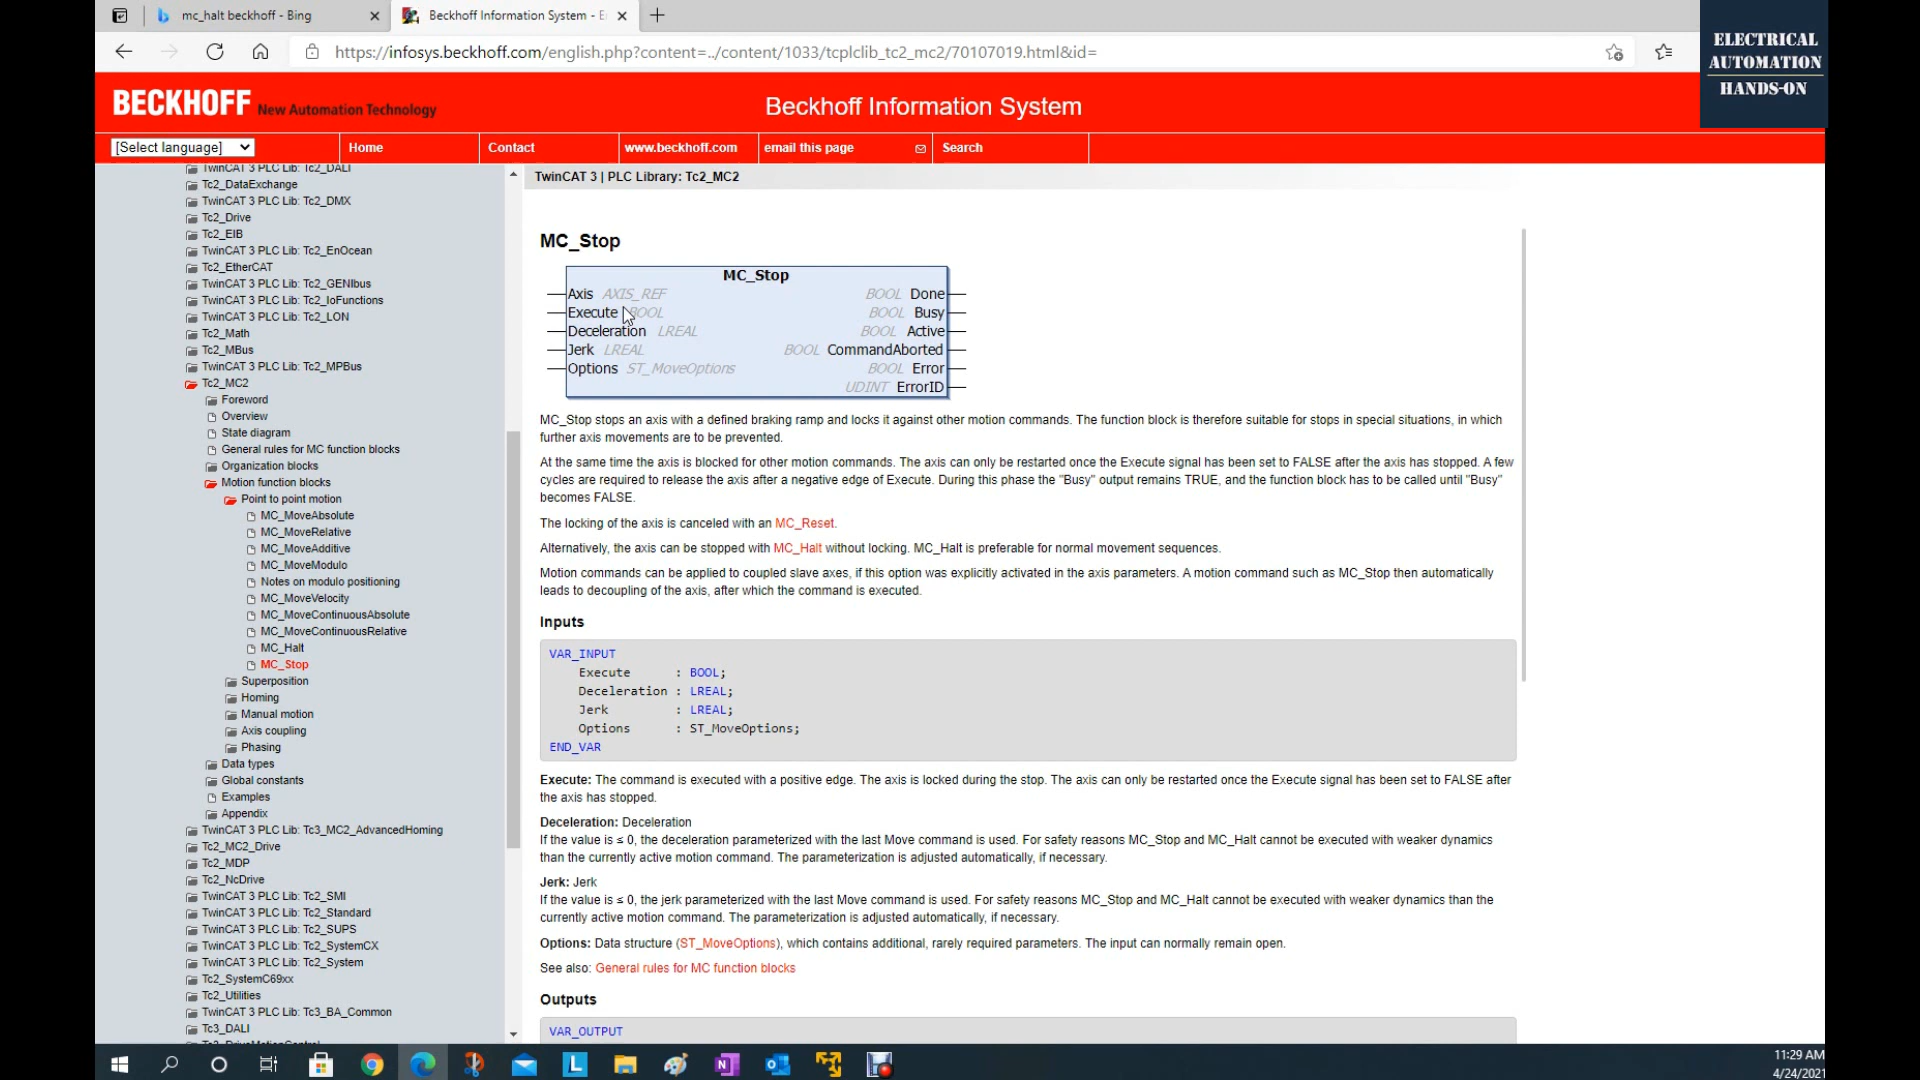 mc_halt beckhoff - Bing
Beckhoff Information System - E
https://infosys.beckhoff.com/english.php?content=../content/1033/tcplclib_tc2_mc2/70107019.html&id=
ELECTRICAL
AUTOMATION
HANDS-ON
BECKHOFF New Automation Technology
Beckhoff Information System
[Select language]
Home
Contact
www.beckhoff.com
email this page
Search
TwinCAT 3 PLC Lib: Tc2_DALI
Tc2_DataExchange
TwinCAT 3 PLC Lib: Tc2_DMX
Tc2_Drive
Tc2_EIB
TwinCAT 3 PLC Lib: Tc2_EnOcean
Tc2_EtherCAT
TwinCAT 3 PLC Lib: Tc2_GENIbus
TwinCAT 3 PLC Lib: Tc2_IoFunctions
TwinCAT 3 PLC Lib: Tc2_LON
Tc2_Math
Tc2_MBus
TwinCAT 3 PLC Lib: Tc2_MPBus
Tc2_MC2
Foreword
Overview
State diagram
General rules for MC function blocks
Organization blocks
Motion function blocks
Point to point motion
MC_MoveAbsolute
MC_MoveRelative
MC_MoveAdditive
MC_MoveModulo
Notes on modulo positioning
MC_MoveVelocity
MC_MoveContinuousAbsolute
MC_MoveContinuousRelative
MC_Halt
MC_Stop
Superposition
Homing
Manual motion
Axis coupling
Phasing
Data types
Global constants
Examples
Appendix
TwinCAT 3 PLC Lib: Tc3_MC2_AdvancedHoming
Tc2_MC2_Drive
Tc2_MDP
Tc2_NcDrive
TwinCAT 3 PLC Lib: Tc2_SMI
TwinCAT 3 PLC Lib: Tc2_Standard
TwinCAT 3 PLC Lib: Tc2_SUPS
TwinCAT 3 PLC Lib: Tc2_SystemCX
TwinCAT 3 PLC Lib: Tc2_System
Tc2_SystemC69xx
Tc2_Utilities
TwinCAT 3 PLC Lib: Tc3_BA_Common
Tc3_DALI
TwinCAT 3 | PLC Library: Tc2_MC2
MC_Stop
MC_Stop
Axis AXIS_REF BOOL Done
Execute BOOL BOOL Busy
Deceleration LREAL BOOL Active
Jerk LREAL BOOL CommandAborted
Options ST_MoveOptions BOOL Error
UDINT ErrorID
MC_Stop stops an axis with a defined braking ramp and locks it against other motion commands. The function block is therefore suitable for stops in special situations, in which
further axis movements are to be prevented.
At the same time the axis is blocked for other motion commands. The axis can only be restarted once the Execute signal has been set to FALSE after the axis has stopped. A few
cycles are required to release the axis after a negative edge of Execute. During this phase the "Busy" output remains TRUE, and the function block has to be called until "Busy"
becomes FALSE.
The locking of the axis is canceled with an MC_Reset.
Alternatively, the axis can be stopped with MC_Halt without locking. MC_Halt is preferable for normal movement sequences.
Motion commands can be applied to coupled slave axes, if this option was explicitly activated in the axis parameters. A motion command such as MC_Stop then automatically
leads to decoupling of the axis, after which the command is executed.
Inputs
VAR_INPUT
Execute : BOOL;
Deceleration : LREAL;
Jerk : LREAL;
Options : ST_MoveOptions;
END_VAR
Execute: The command is executed with a positive edge. The axis is locked during the stop. The axis can only be restarted once the Execute signal has been set to FALSE after
the axis has stopped.
Deceleration: Deceleration
If the value is ≤ 0, the deceleration parameterized with the last Move command is used. For safety reasons MC_Stop and MC_Halt cannot be executed with weaker dynamics
than the currently active motion command. The parameterization is adjusted automatically, if necessary.
Jerk: Jerk
If the value is ≤ 0, the jerk parameterized with the last Move command is used. For safety reasons MC_Stop and MC_Halt cannot be executed with weaker dynamics than the
currently active motion command. The parameterization is adjusted automatically, if necessary.
Options: Data structure (ST_MoveOptions), which contains additional, rarely required parameters. The input can normally remain open.
See also: General rules for MC function blocks
Outputs
VAR_OUTPUT
11:29 AM
4/24/2021